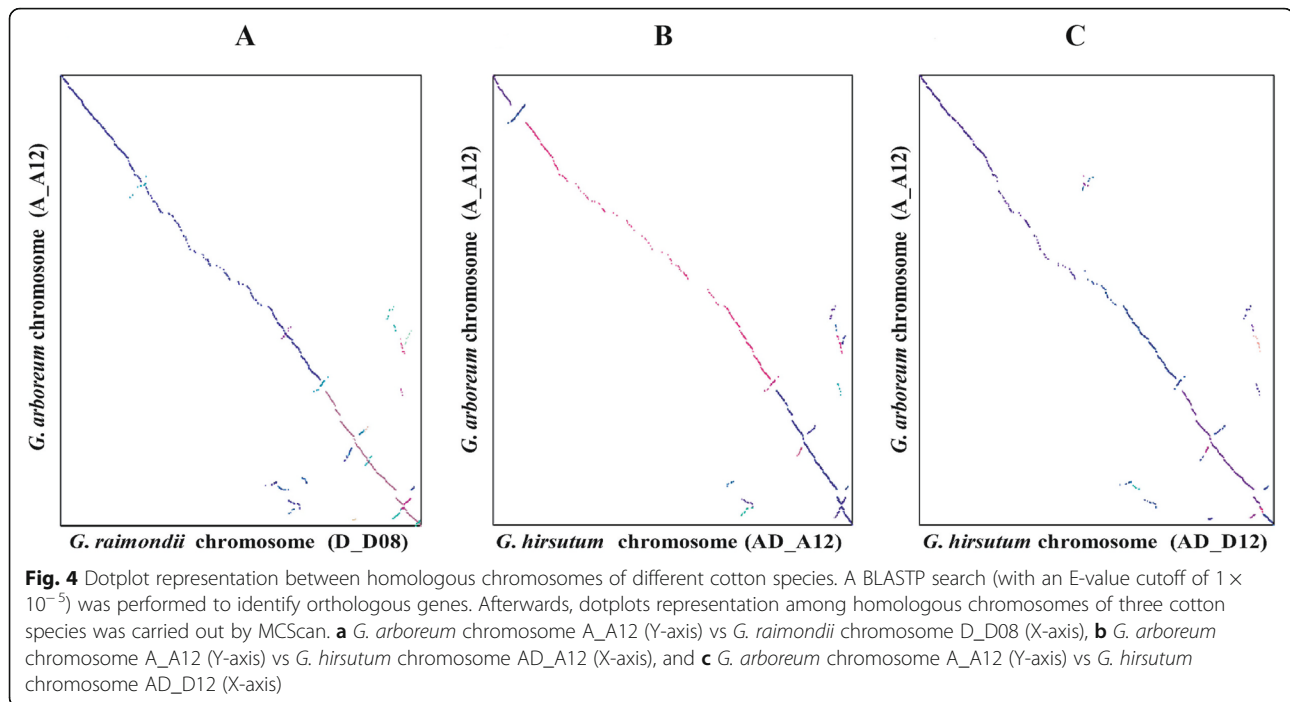 A
B
C
G. arboreum chromosome (A_A12)
G. arboreum chromosome (A_A12)
G. arboreum chromosome (A_A12)
G. raimondii chromosome (D_D08)
G. hirsutum chromosome (AD_A12)
G. hirsutum chromosome (AD_D12)
Fig. 4 Dotplot representation between homologous chromosomes of different cotton species. A BLASTP search (with an E-value cutoff of 1 ×
10⁻⁵) was performed to identify orthologous genes. Afterwards, dotplots representation among homologous chromosomes of three cotton
species was carried out by MCScan. a G. arboreum chromosome A_A12 (Y-axis) vs G. raimondii chromosome D_D08 (X-axis), b G. arboreum
chromosome A_A12 (Y-axis) vs G. hirsutum chromosome AD_A12 (X-axis), and c G. arboreum chromosome A_A12 (Y-axis) vs G. hirsutum
chromosome AD_D12 (X-axis)